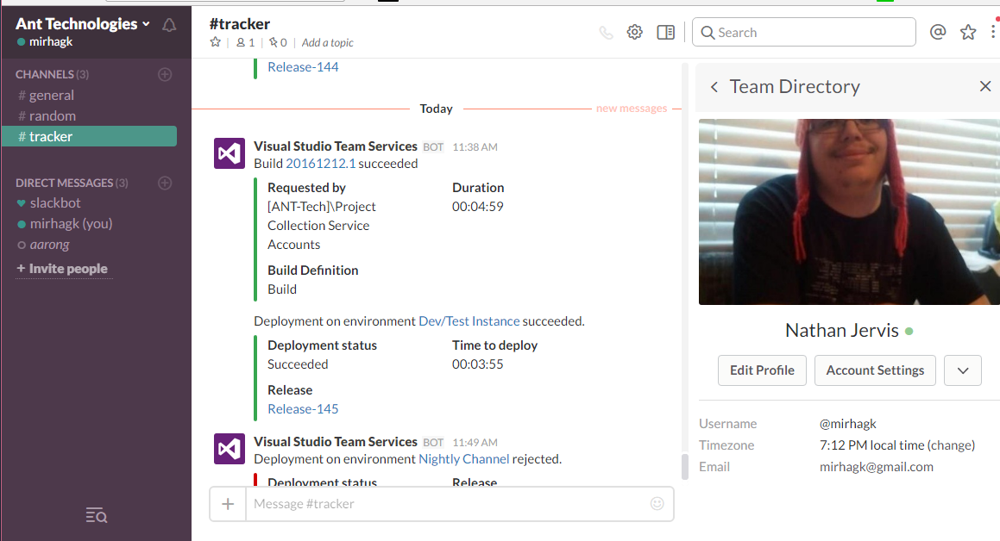 Ant Technologies
mirhagk
CHANNELS (3)
# general
# random
# tracker
DIRECT MESSAGES (3)
slackbot
mirhagk (you)
aarong
+ Invite people
#tracker
1 | 0 | Add a topic
Search
Release-144
Today
new messages
Visual Studio Team Services BOT 11:38 AM
Build 20161212.1 succeeded
Requested by
[ANT-Tech]\Project
Collection Service
Accounts
Duration
00:04:59
Build Definition
Build
Deployment on environment Dev/Test Instance succeeded.
Deployment status
Succeeded
Time to deploy
00:03:55
Release
Release-145
Visual Studio Team Services BOT 11:49 AM
Deployment on environment Nightly Channel rejected.
Deployment status
Release
Message #tracker
Team Directory
Nathan Jervis
Edit Profile
Account Settings
Username @mirhagk
Timezone 7:12 PM local time (change)
Email mirhagk@gmail.com